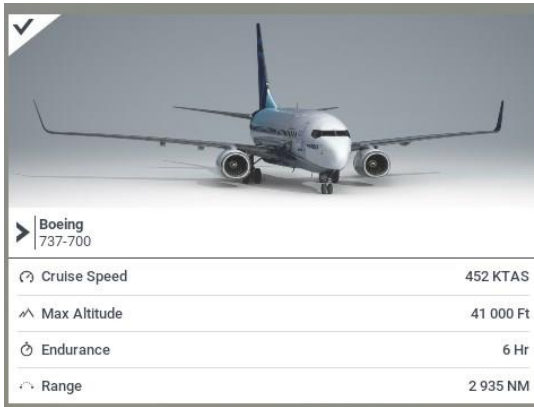 Boeing
737-700
Cruise Speed 452 KTAS
Max Altitude 41 000 Ft
Endurance 6 Hr
Range 2 935 NM